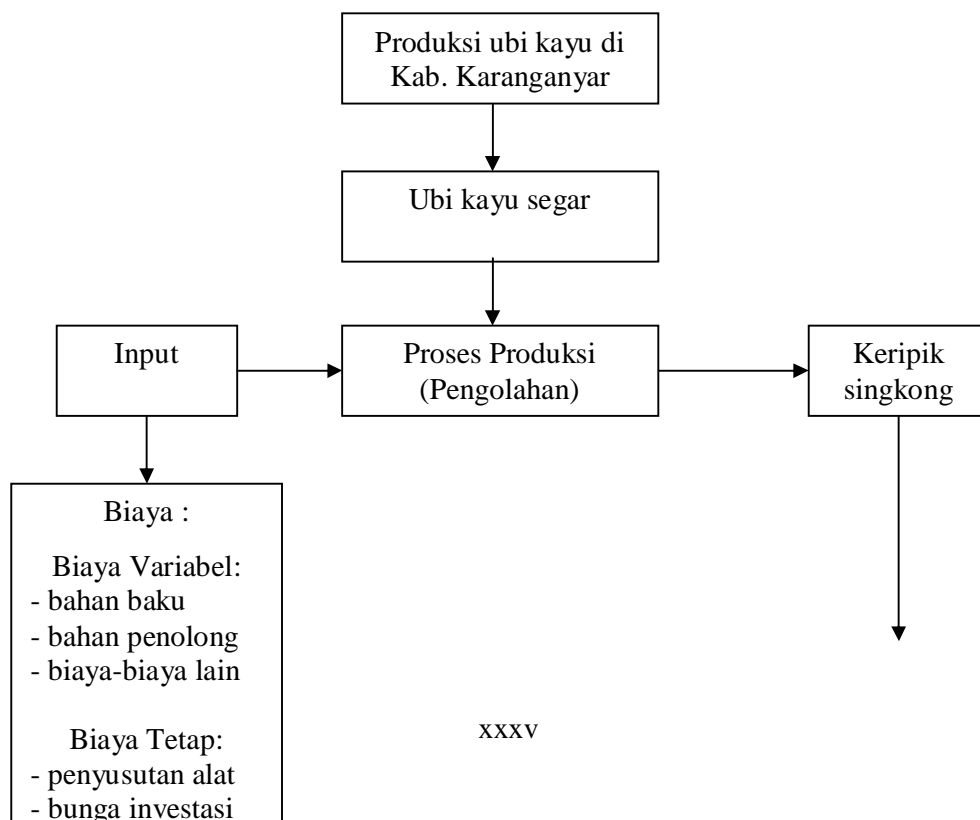 Produksi ubi kayu di
Kab. Karanganyar
Ubi kayu segar
Input
Proses Produksi
(Pengolahan)
Keripik
singkong
Biaya :
Biaya Variabel:
- bahan baku
- bahan penolong
- biaya-biaya lain
Biaya Tetap:
- penyusutan alat
- bunga investasi
xxxv